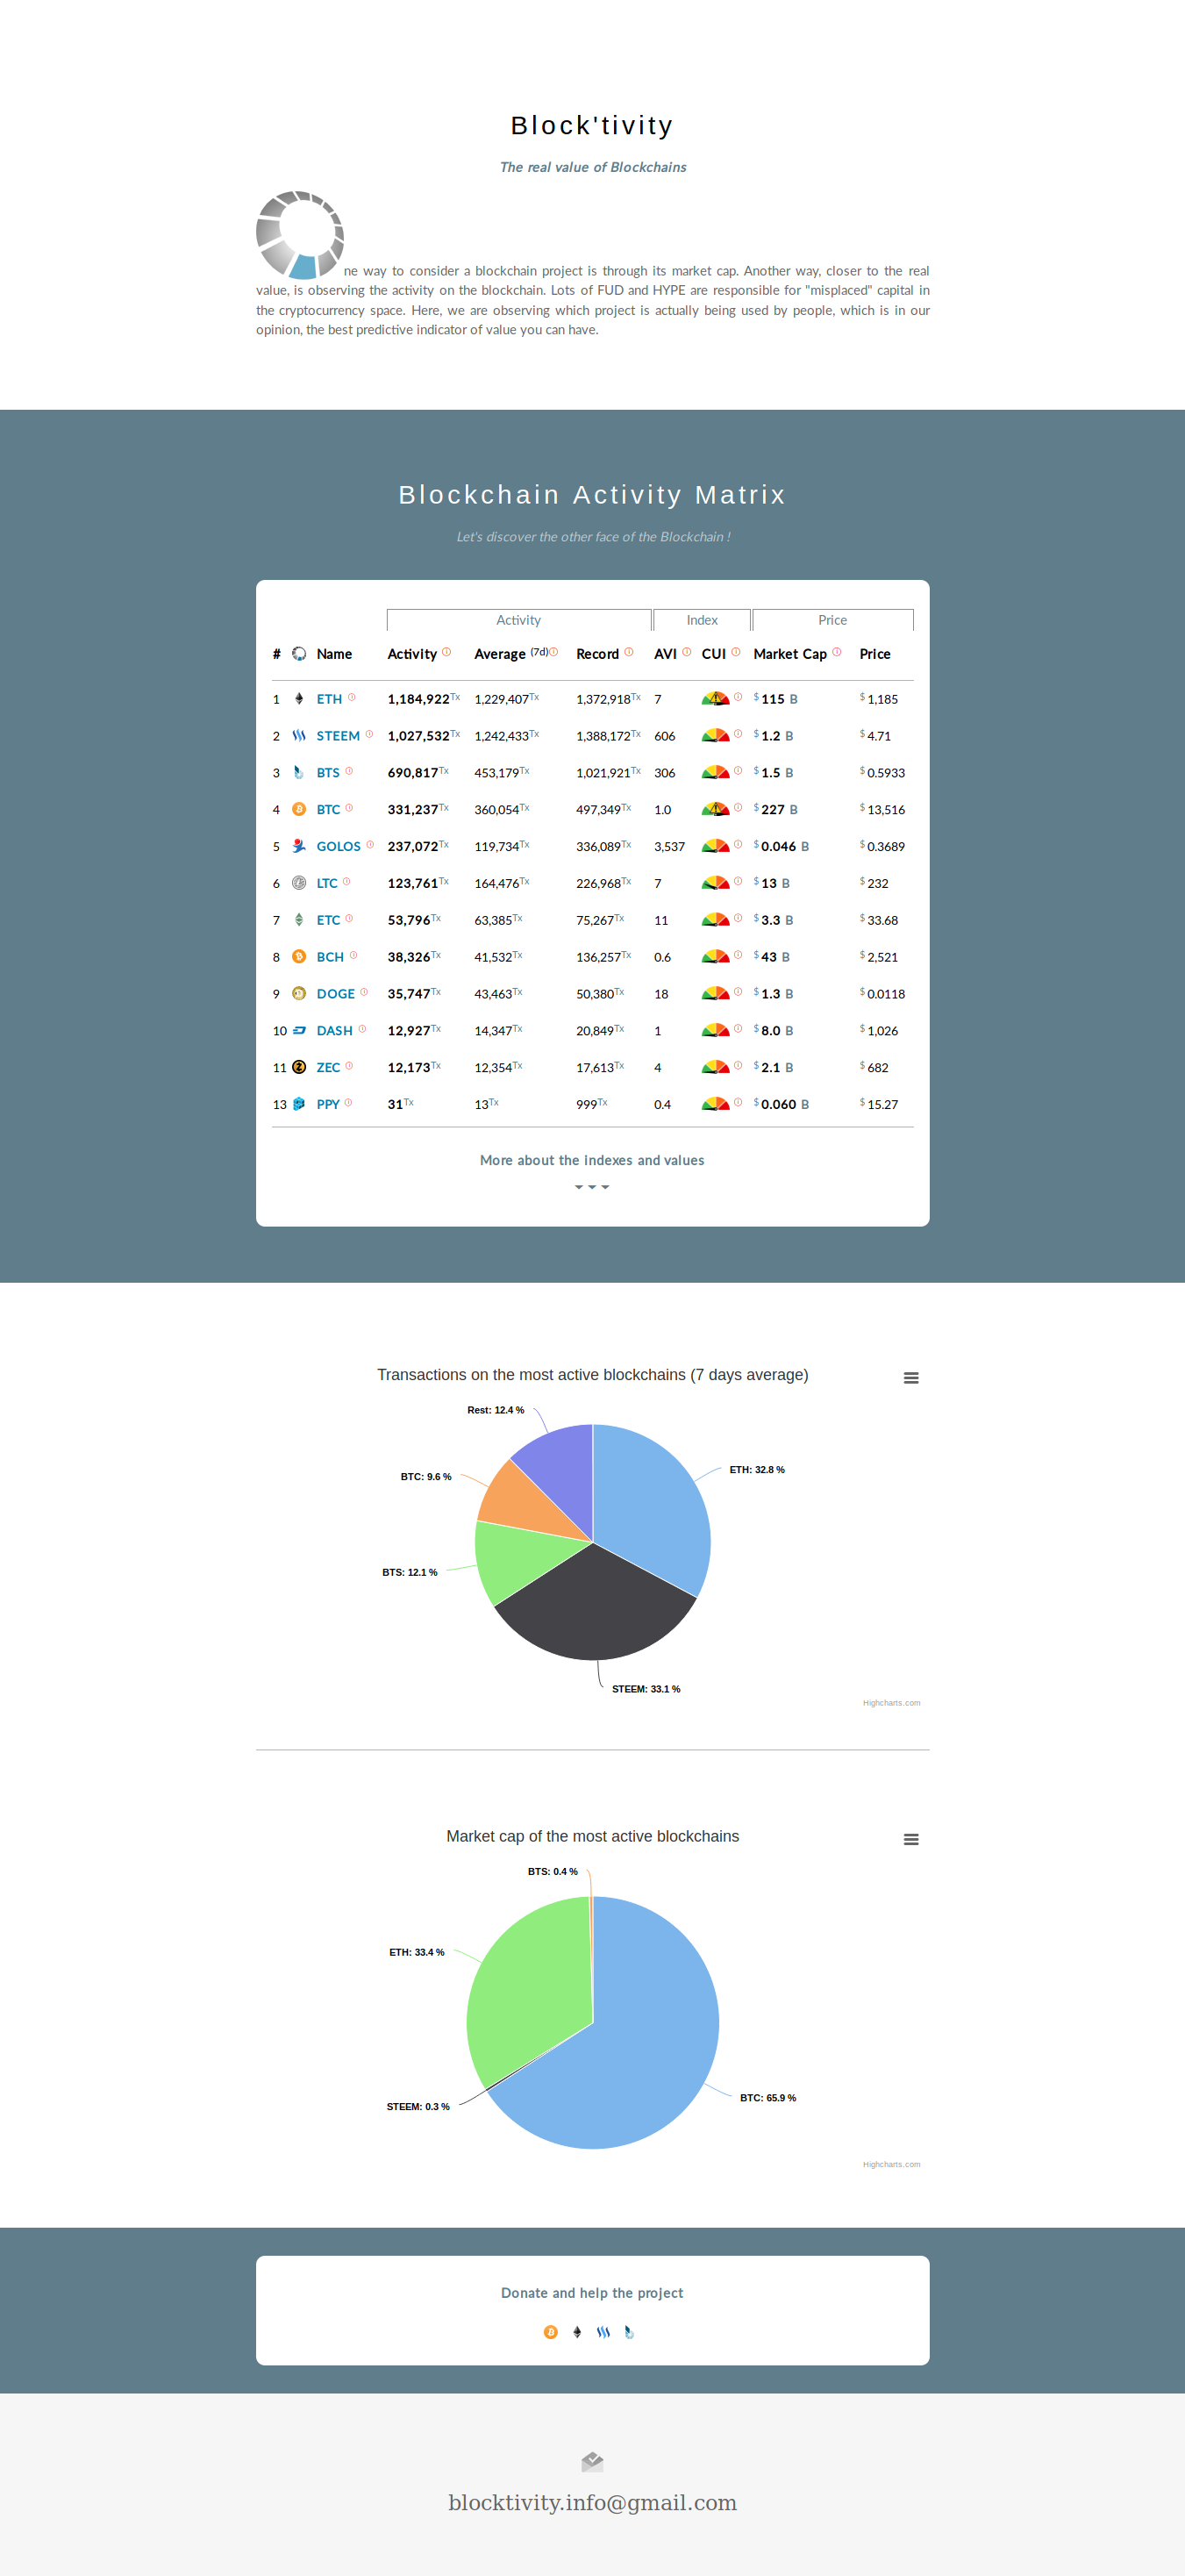 Block'tivity
The real value of Blockchains
ne way to consider a blockchain project is through its market cap. Another way, closer to the real
value, is observing the activity on the blockchain. Lots of FUD and HYPE are responsible for "misplaced" capital in
the cryptocurrency space. Here, we are observing which project is actually being used by people, which is in our
opinion, the best predictive indicator of value you can have.
Blockchain Activity Matrix
Let's discover the other face of the Blockchain !
Activity Index Price
# Name Activity Average (7d) Record AVI CUI Market Cap Price
1 ETH 1,184,922Tx 1,229,407Tx 1,372,918Tx 7 $ 115 B $ 1,185
2 STEEM 1,027,532Tx 1,242,433Tx 1,388,172Tx 606 $ 1.2 B $ 4.71
3 BTS 690,817Tx 453,179Tx 1,021,921Tx 306 $ 1.5 B $ 0.5933
4 BTC 331,237Tx 360,054Tx 497,349Tx 1.0 $ 227 B $ 13,516
5 GOLOS 237,072Tx 119,734Tx 336,089Tx 3,537 $ 0.046 B $ 0.3689
6 LTC 123,761Tx 164,476Tx 226,968Tx 7 $ 13 B $ 232
7 ETC 53,796Tx 63,385Tx 75,267Tx 11 $ 3.3 B $ 33.68
8 BCH 38,326Tx 41,532Tx 136,257Tx 0.6 $ 43 B $ 2,521
9 DOGE 35,747Tx 43,463Tx 50,380Tx 18 $ 1.3 B $ 0.0118
10 DASH 12,927Tx 14,347Tx 20,849Tx 1 $ 8.0 B $ 1,026
11 ZEC 12,173Tx 12,354Tx 17,613Tx 4 $ 2.1 B $ 682
13 PPY 31Tx 13Tx 999Tx 0.4 $ 0.060 B $ 15.27
More about the indexes and values
Transactions on the most active blockchains (7 days average)
Rest: 12.4 %
ETH: 32.8 %
BTC: 9.6 %
BTS: 12.1 %
STEEM: 33.1 %
Highcharts.com
Market cap of the most active blockchains
BTS: 0.4 %
ETH: 33.4 %
BTC: 65.9 %
STEEM: 0.3 %
Highcharts.com
Donate and help the project
blocktivity.info@gmail.com